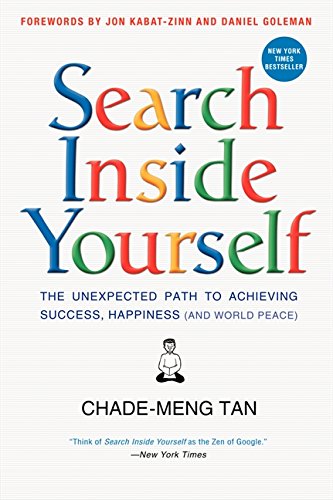 FOREWORDS BY JON KABAT-ZINN AND DANIEL GOLEMAN
NEW YORK
TIMES
BESTSELLER
Search
Inside
Yourself
THE UNEXPECTED PATH TO ACHIEVING
SUCCESS, HAPPINESS (AND WORLD PEACE)
CHADE-MENG TAN
"Think of Search Inside Yourself as the Zen of Google."
—New York Times